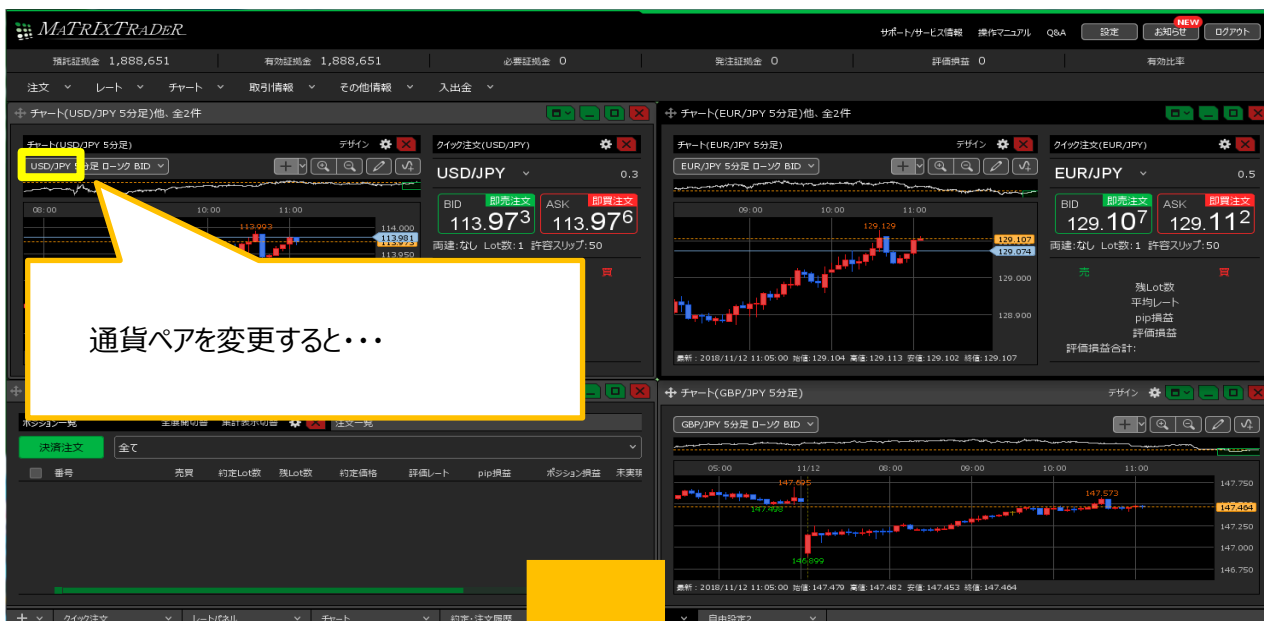 MATRIXTRADER
サポート/サービス情報 操作マニュアル Q&A 設定 お知らせ NEW ログアウト
預託証拠金 1,888,651 有効証拠金 1,888,651 必要証拠金 0 発注証拠金 0 評価損益 0 有効比率
注文 レート チャート 取引情報 その他情報 入出金
チャート(USD/JPY 5分足)他、全2件
チャート(USD/JPY 5分足) デザイン
USD/JPY 5分足 ローソク BID
08:00 10:00 11:00
113.993
114.000
113.981
113.973
113.950
クイック注文(USD/JPY)
USD/JPY 0.3
BID 即売注文 ASK 即買注文
113.973 113.976
両建:なし Lot数:1 許容スリップ:50
買
通貨ペアを変更すると・・・
チャート(EUR/JPY 5分足)他、全2件
チャート(EUR/JPY 5分足) デザイン
EUR/JPY 5分足 ローソク BID
09:00 10:00 11:00
129.129
129.107
129.074
129.000
128.900
最新 : 2018/11/12 11:05:00 始値:129.104 高値:129.113 安値:129.102 終値:129.107
クイック注文(EUR/JPY)
EUR/JPY 0.5
BID 即売注文 ASK 即買注文
129.107 129.112
両建:なし Lot数:1 許容スリップ:50
売 買
残Lot数
平均レート
pip損益
評価損益
評価損益合計:
ポジション一覧 全展開切替 集計表示切替 注文一覧
決済注文 全て
番号 売買 約定Lot数 残Lot数 約定価格 評価レート pip損益 ポジション損益 未実現
チャート(GBP/JPY 5分足) デザイン
GBP/JPY 5分足 ローソク BID
05:00 11/12 08:00 09:00 10:00 11:00
147.695
147.498
146.899
147.573
147.750
147.464
147.250
147.000
146.750
最新 : 2018/11/12 11:05:00 始値:147.479 高値:147.482 安値:147.453 終値:147.464
クイック注文 レートパネル チャート 約定・注文履歴 自由設定2